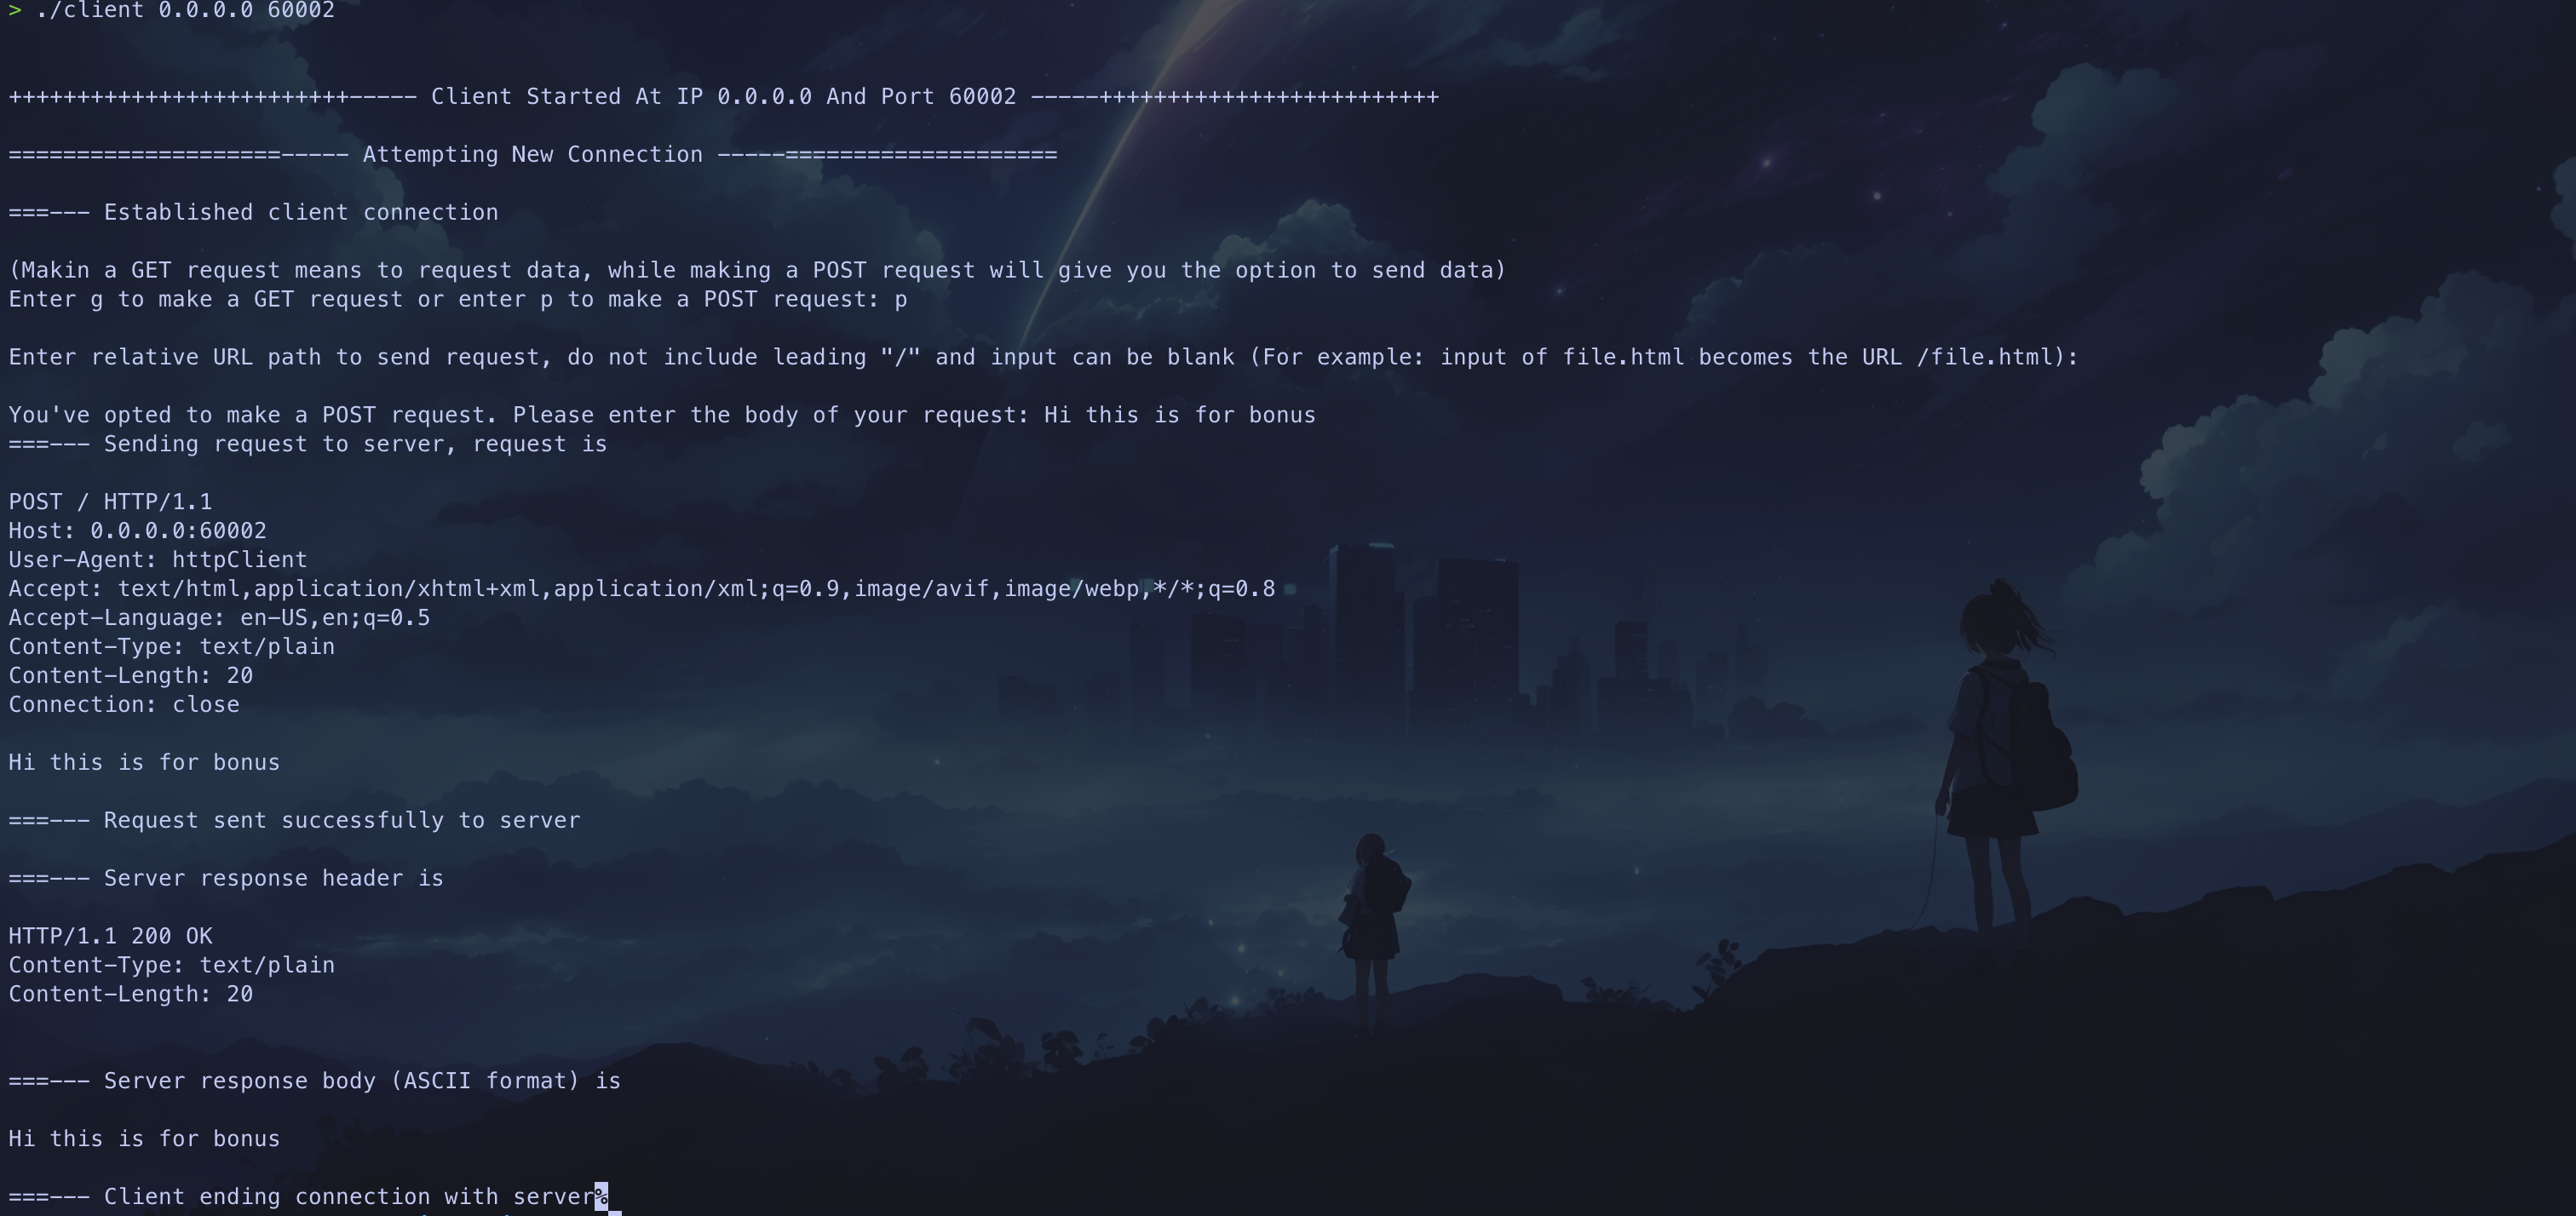 > ./client 0.0.0.0 60002
+++++++++++++++++++++++++----- Client Started At IP 0.0.0.0 And Port 60002 -----+++++++++++++++++++++++++
====================----- Attempting New Connection -----====================
===--- Established client connection
(Makin a GET request means to request data, while making a POST request will give you the option to send data)
Enter g to make a GET request or enter p to make a POST request: p
Enter relative URL path to send request, do not include leading "/" and input can be blank (For example: input of file.html becomes the URL /file.html):
You've opted to make a POST request. Please enter the body of your request: Hi this is for bonus
===--- Sending request to server, request is
POST / HTTP/1.1
Host: 0.0.0.0:60002
User-Agent: httpClient
Accept: text/html,application/xhtml+xml,application/xml;q=0.9,image/avif,image/webp,*/*;q=0.8
Accept-Language: en-US,en;q=0.5
Content-Type: text/plain
Content-Length: 20
Connection: close
Hi this is for bonus
===--- Request sent successfully to server
===--- Server response header is
HTTP/1.1 200 OK
Content-Type: text/plain
Content-Length: 20
===--- Server response body (ASCII format) is
Hi this is for bonus
===--- Client ending connection with server%